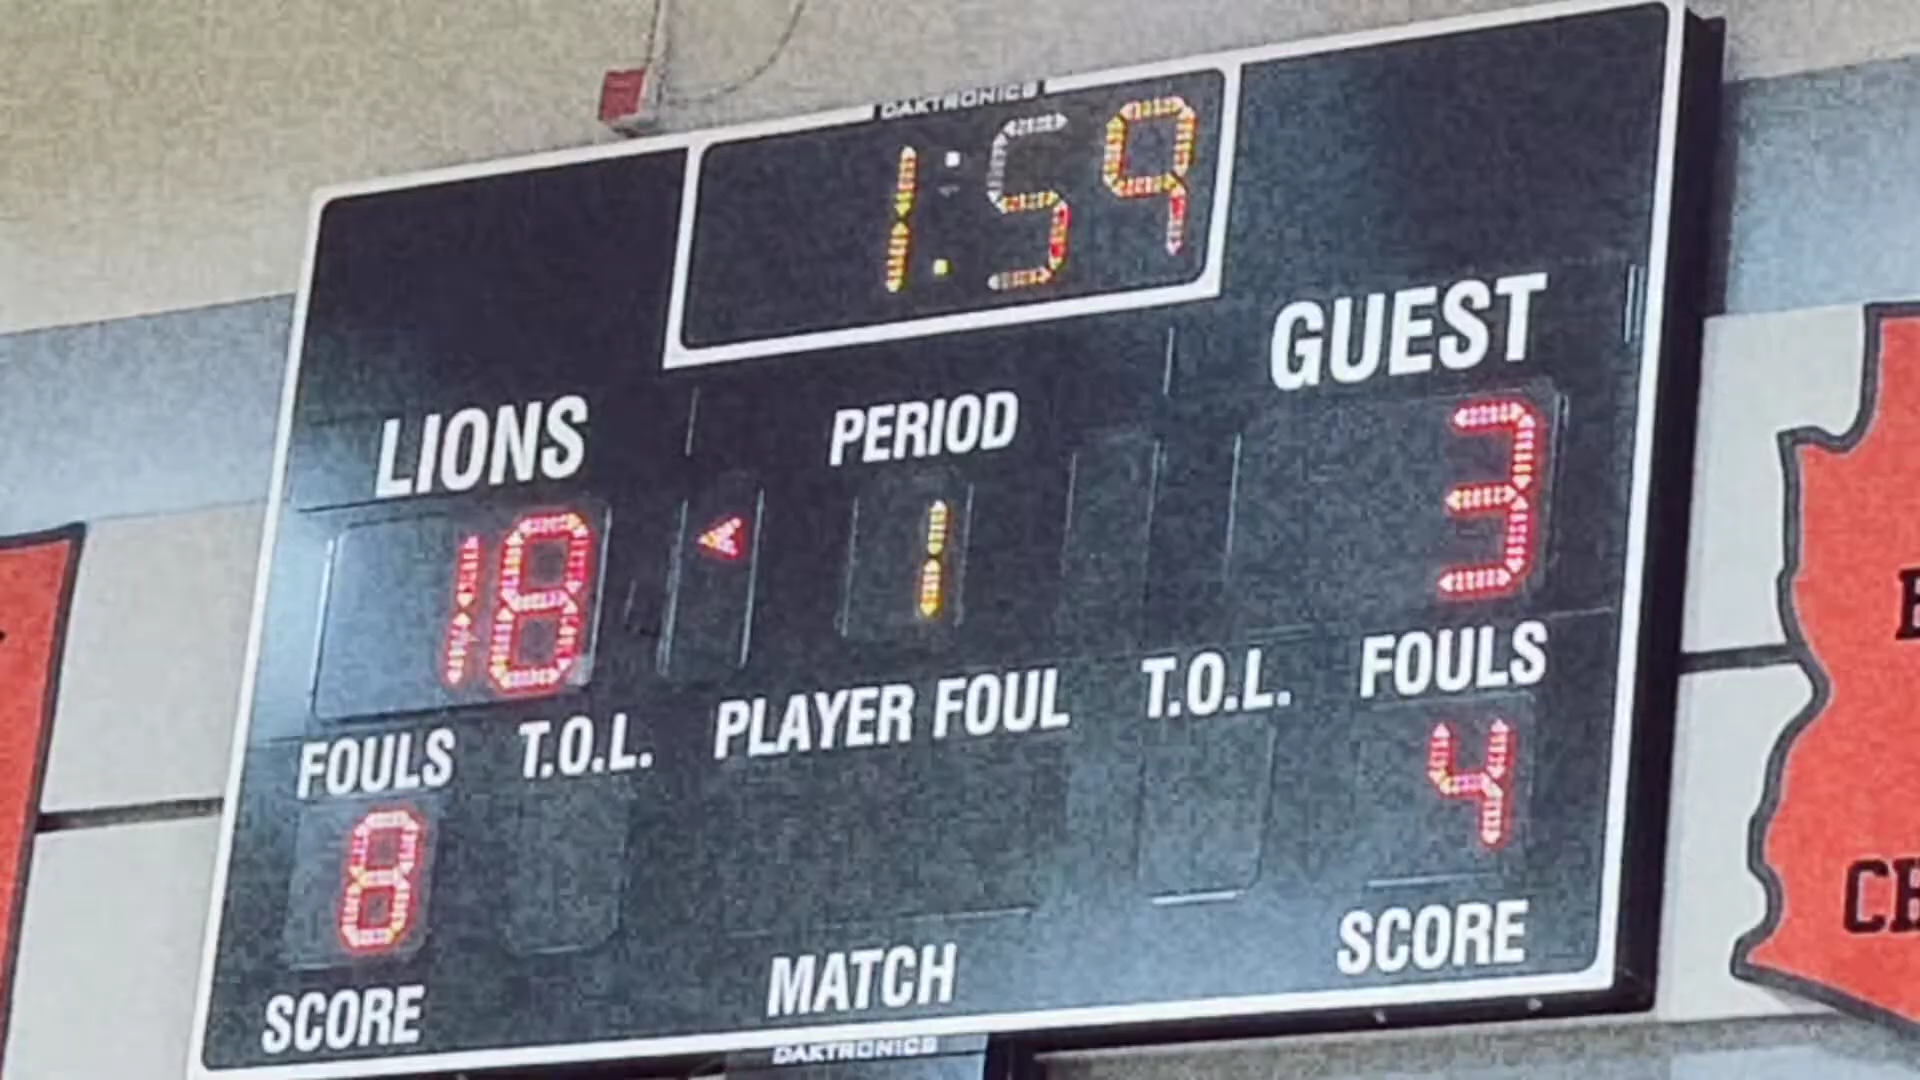 DAKTRONICS
1:59
GUEST
LIONS
PERIOD
18
1
3
FOULS
T.O.L.
PLAYER FOUL
T.O.L.
FOULS
8
4
SCORE
MATCH
SCORE
DAKTRONICS